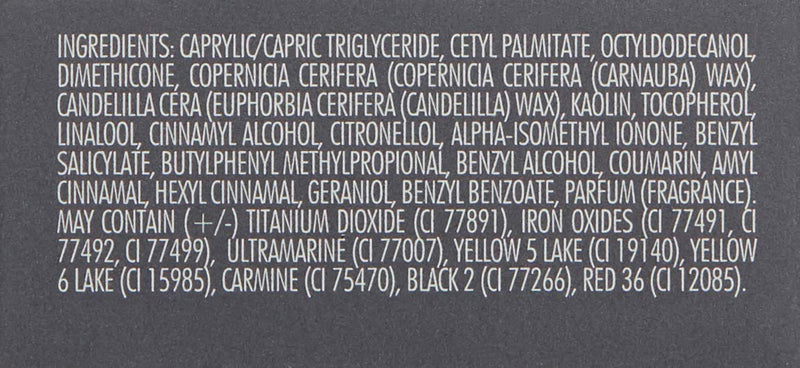 INGREDIENTS: CAPRYLIC/CAPRIC TRIGLYCERIDE, CETYL PALMITATE, OCTYLDODECANOL,
DIMETHICONE, COPERNICIA CERIFERA (COPERNICIA CERIFERA (CARNAUBA) WAX),
CANDELILLA CERA (EUPHORBIA CERIFERA (CANDELILLA) WAX), KAOLIN, TOCOPHEROL,
LINALOOL, CINNAMYL ALCOHOL, CITRONELLOL, ALPHA-ISOMETHYL IONONE, BENZYL
SALICYLATE, BUTYLPHENYL METHYLPROPIONAL, BENZYL ALCOHOL, COUMARIN, AMYL
CINNAMAL, HEXYL CINNAMAL, GERANIOL, BENZYL BENZOATE, PARFUM (FRAGRANCE).
MAY CONTAIN (+/-) TITANIUM DIOXIDE (CI 77891), IRON OXIDES (CI 77491, CI
77492, CI 77499), ULTRAMARINE (CI 77007), YELLOW 5 LAKE (CI 19140), YELLOW
6 LAKE (CI 15985), CARMINE (CI 75470), BLACK 2 (CI 77266), RED 36 (CI 12085).